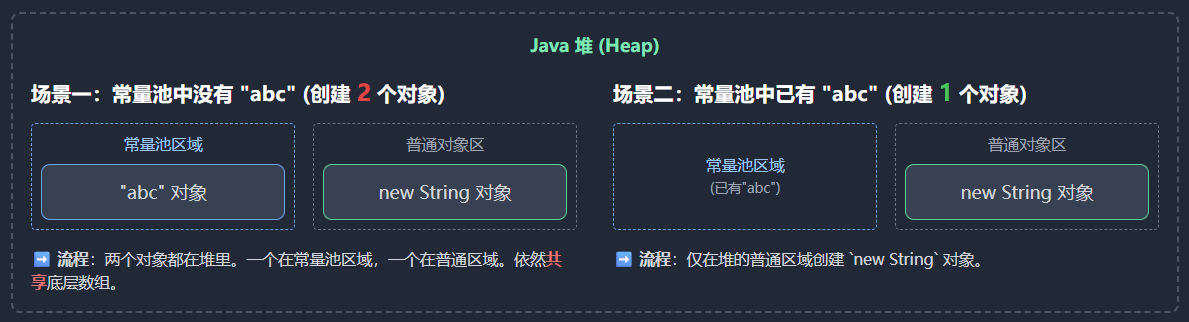 Java 堆 (Heap)
场景一：常量池中没有 "abc" (创建 2 个对象)
常量池区域
"abc" 对象
普通对象区
new String 对象
➡️ 流程：两个对象都在堆里。一个在常量池区域，一个在普通区域。依然共
享底层数组。
场景二：常量池中已有 "abc" (创建 1 个对象)
常量池区域
(已有"abc")
普通对象区
new String 对象
➡️ 流程：仅在堆的普通区域创建 `new String` 对象。